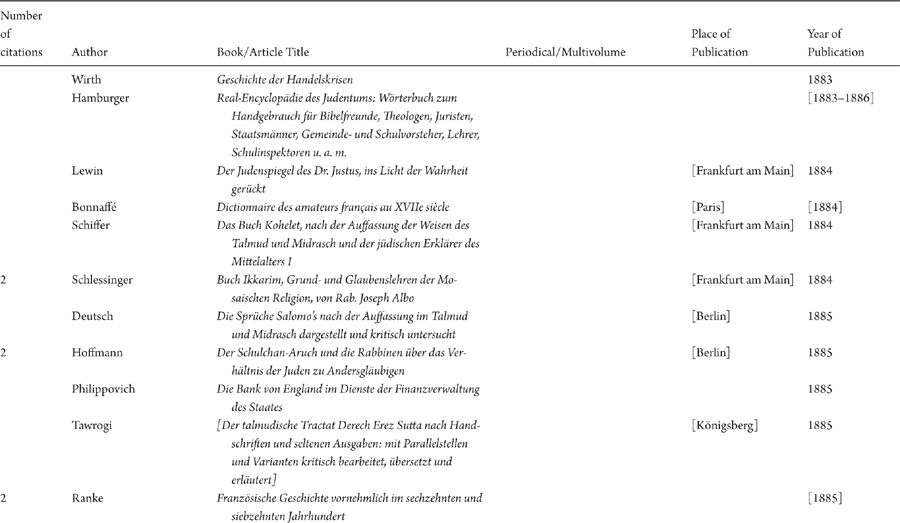 Number
of
citations Author Book/Article Title Periodical/Multivolume Place of Publication Year of Publication
Wirth Geschichte der Handelskrisen 1883
Hamburger Real-Encyclopädie des Judentums: Wörterbuch zum [1883–1886]
Handgebrauch für Bibelfreunde, Theologen, Juristen,
Staatsmänner, Gemeinde- und Schulvorsteher, Lehrer,
Schulinspektoren u. a. m.
Lewin Der Judenspiegel des Dr. Justus, ins Licht der Wahrheit [Frankfurt am Main] 1884
gerückt
Bonnaffé Dictionnaire des amateurs français au XVIIe siècle [Paris] [1884]
Schiffer Das Buch Kohelet, nach der Auffassung der Weisen des [Frankfurt am Main] 1884
Talmud und Midrasch und der jüdischen Erklärer des
Mittelalters I
2 Schlessinger Buch Ikkarim, Grund- und Glaubenslehren der Mo- [Frankfurt am Main] 1884
saischen Religion, von Rab. Joseph Albo
Deutsch Die Sprüche Salomo's nach der Auffassung im Talmud [Berlin] 1885
und Midrasch dargestellt und kritisch untersucht
2 Hoffmann Der Schulchan-Aruch und die Rabbinen über das Ver- [Berlin] 1885
hältnis der Juden zu Andersgläubigen
Philippovich Die Bank von England im Dienste der Finanzverwaltung 1885
des Staates
Tawrogi [Der talmudische Tractat Derech Erez Sutta nach Hand- [Königsberg] 1885
schriften und seltenen Ausgaben: mit Parallelstellen
und Varianten kritisch bearbeitet, übersetzt und
erläutert]
2 Ranke Französische Geschichte vornehmlich im sechzehnten und [1885]
siebzehnten Jahrhundert